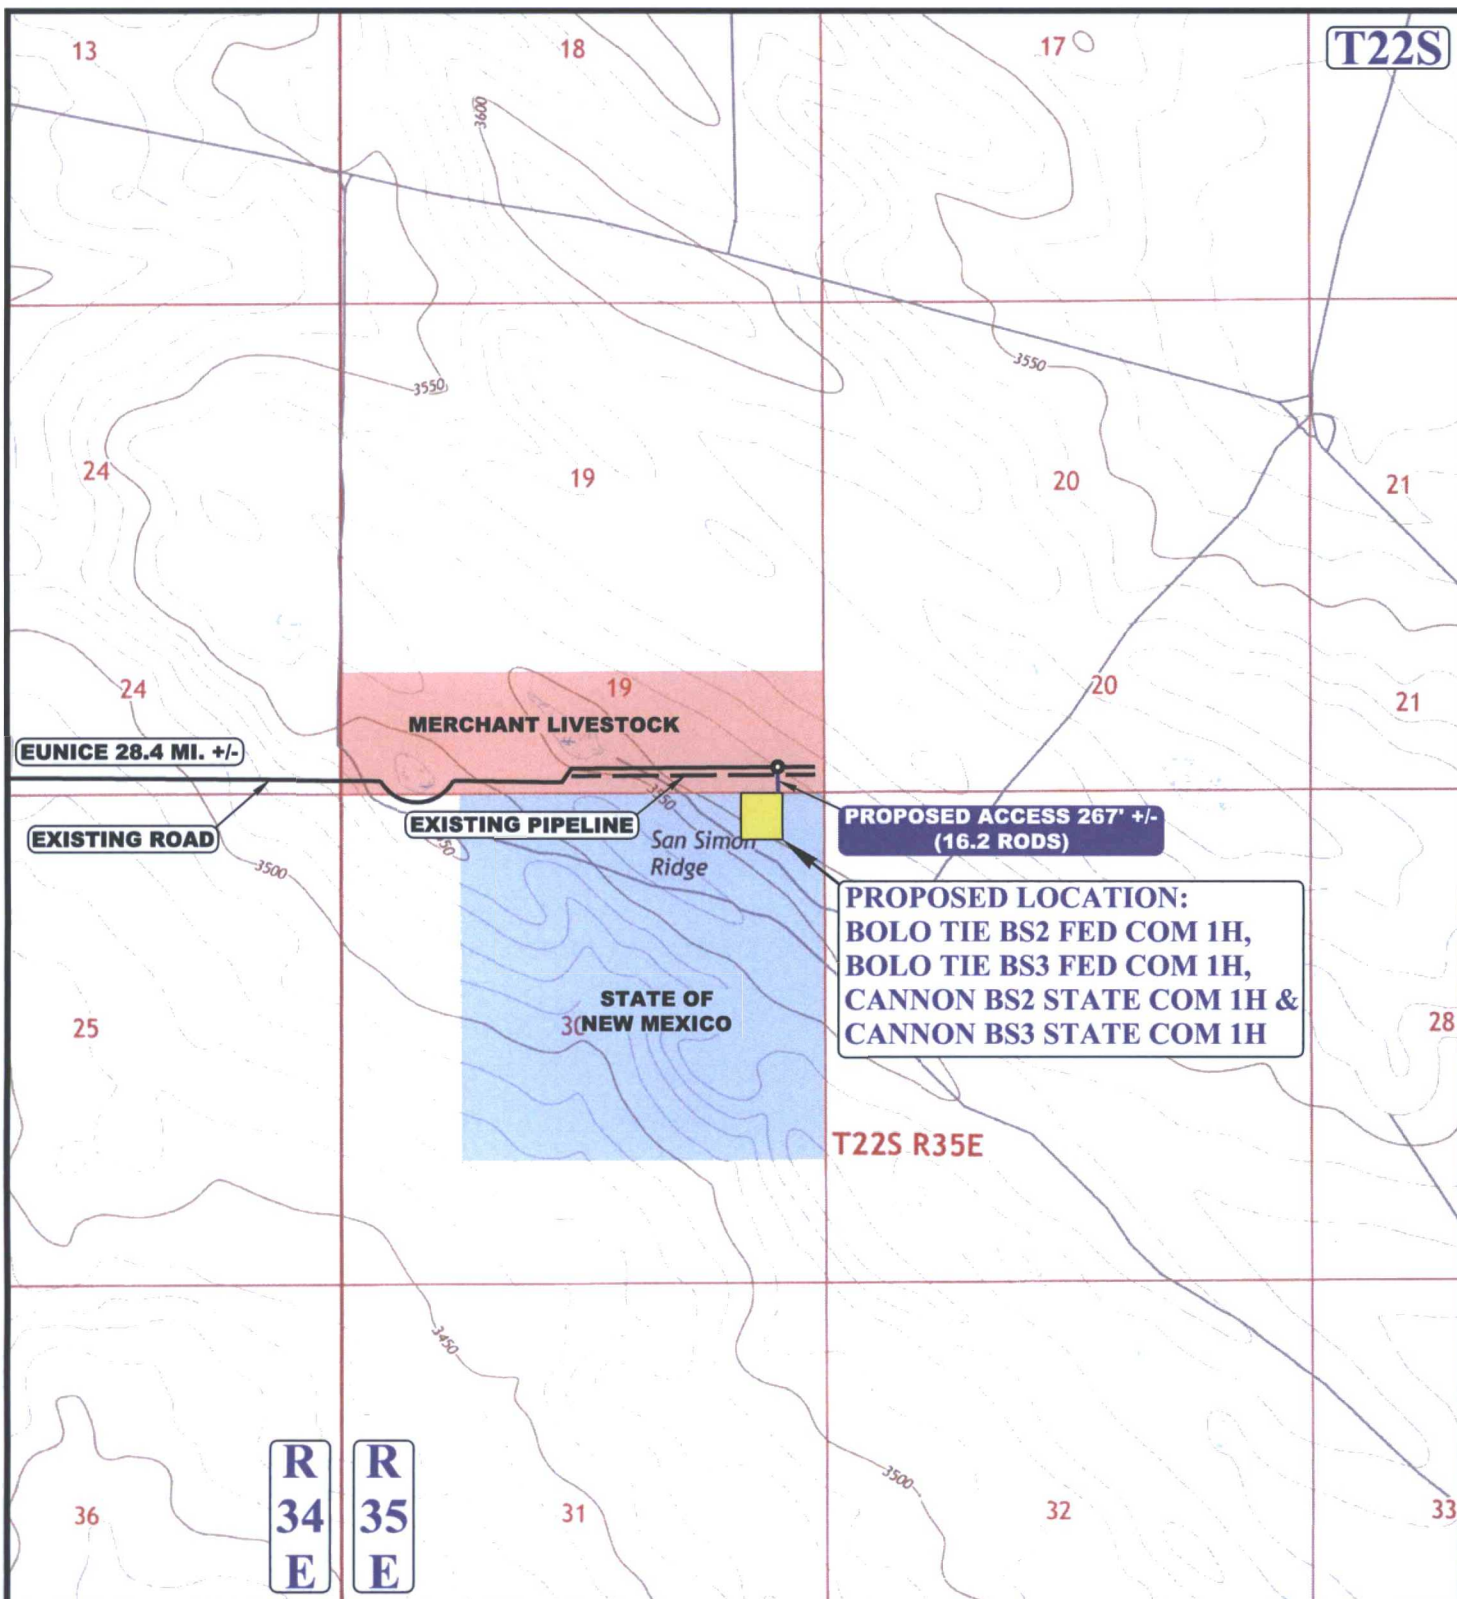 13
18
17
T22S
3600
3550
3550
24
19
20
21
24
19
20
21
MERCHANT LIVESTOCK
EUNICE 28.4 MI. +/-
EXISTING ROAD
EXISTING PIPELINE
San Simon
Ridge
PROPOSED ACCESS 267' +/-
(16.2 RODS)
3500
PROPOSED LOCATION:
BOLO TIE BS2 FED COM 1H,
BOLO TIE BS3 FED COM 1H,
CANNON BS2 STATE COM 1H &
CANNON BS3 STATE COM 1H
STATE OF
NEW MEXICO
25
30
28
T22S R35E
3450
3500
R
34
E
R
35
E
36
31
32
33